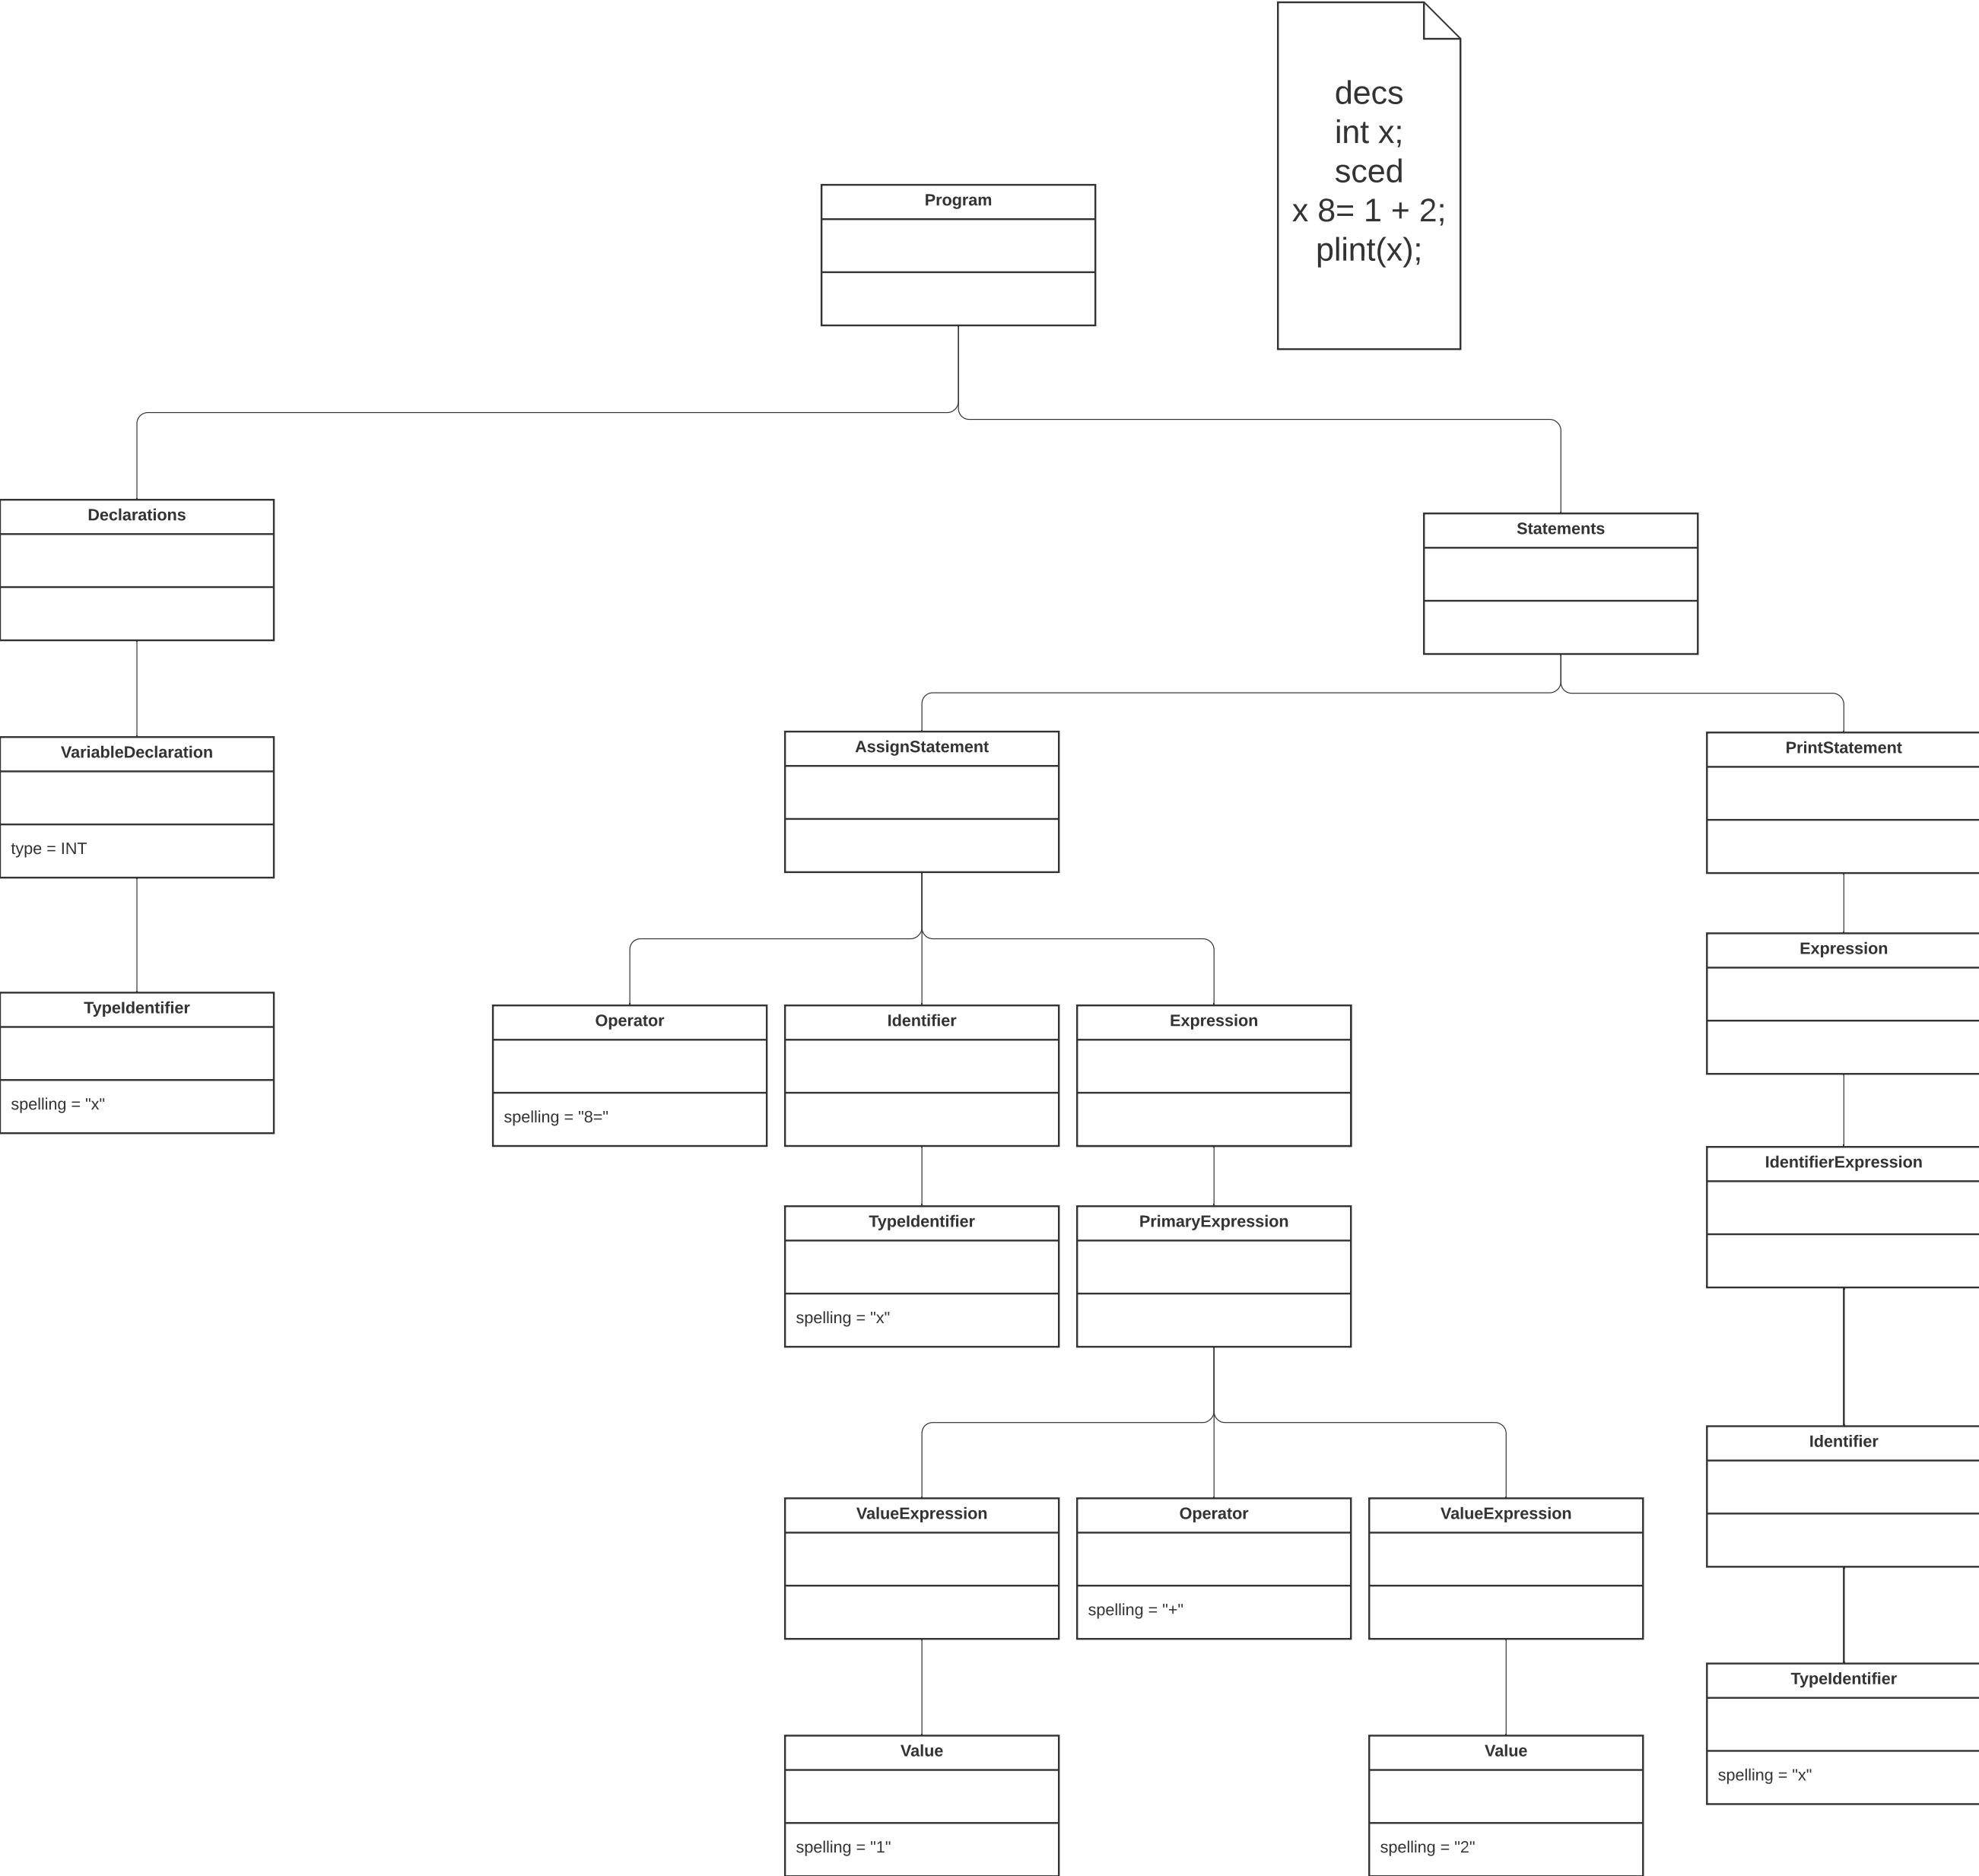 decs
int x;
sced
x 8= 1 + 2;
plint(x);
Program
Declarations
Statements
AssignStatement
PrintStatement
VariableDeclaration
type = INT
Expression
TypeIdentifier
spelling = "x"
Operator
spelling = "8="
Identifier
Expression
IdentifierExpression
TypeIdentifier
spelling = "x"
PrimaryExpression
Identifier
ValueExpression
Operator
spelling = "+"
ValueExpression
TypeIdentifier
spelling = "x"
Value
spelling = "1"
Value
spelling = "2"